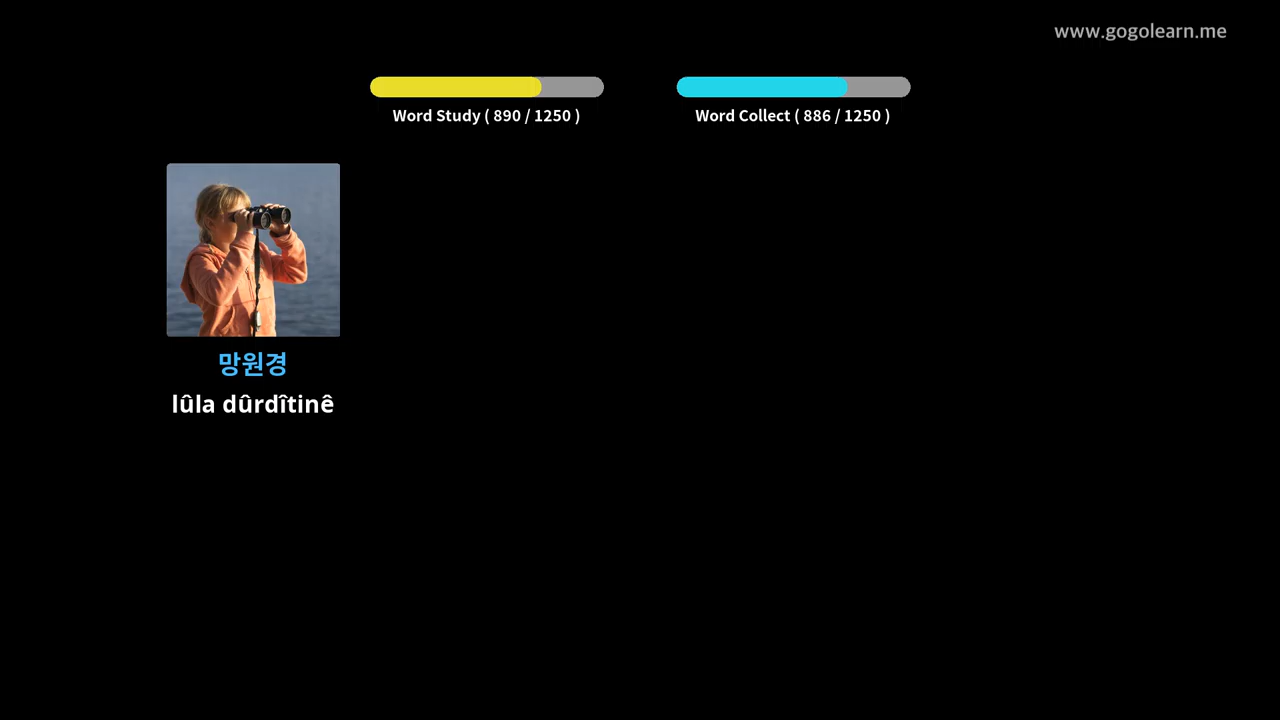 www.gogolearn.me
Word Study ( 890 / 1250 )
Word Collect ( 886 / 1250 )
망원경
lûla dûrdîtinê